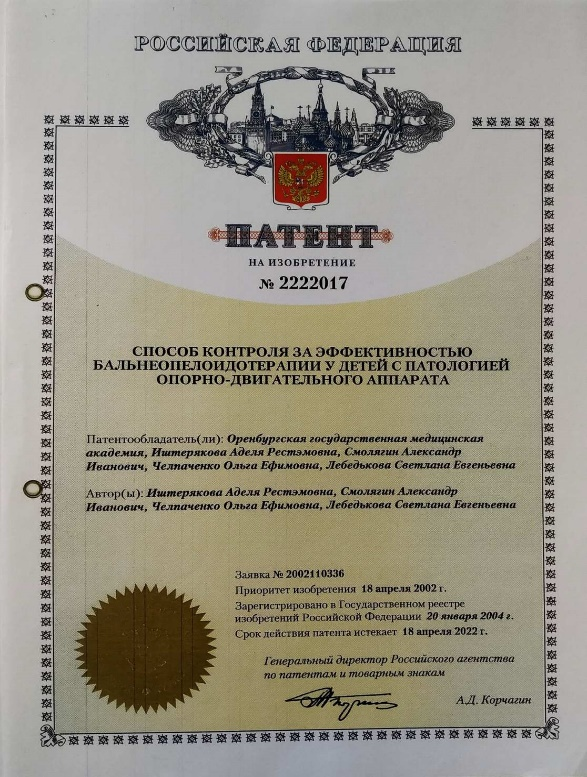 РОССИЙСКАЯ ФЕДЕРАЦИЯ
ПАТЕНТ
НА ИЗОБРЕТЕНИЕ
№ 2222017
СПОСОБ КОНТРОЛЯ ЗА ЭФФЕКТИВНОСТЬЮ
БАЛЬНЕОПЕЛОИДОТЕРАПИИ У ДЕТЕЙ С ПАТОЛОГИЕЙ
ОПОРНО-ДВИГАТЕЛЬНОГО АППАРАТА
Патентообладатель(ли): Оренбургская государственная медицинская
академия, Иштерякова Аделя Рестэмовна, Смолягин Александр
Иванович, Челпаченко Ольга Ефимовна, Лебедькова Светлана Евгеньевна
Автор(ы): Иштерякова Аделя Рестэмовна, Смолягин Александр
Иванович, Челпаченко Ольга Ефимовна, Лебедькова Светлана Евгеньевна
Заявка № 2002110336
Приоритет изобретения 18 апреля 2002 г.
Зарегистрировано в Государственном реестре
изобретений Российской Федерации 20 января 2004 г.
Срок действия патента истекает 18 апреля 2022 г.
Генеральный директор Российского агентства
по патентам и товарным знакам
А.Д. Корчагин